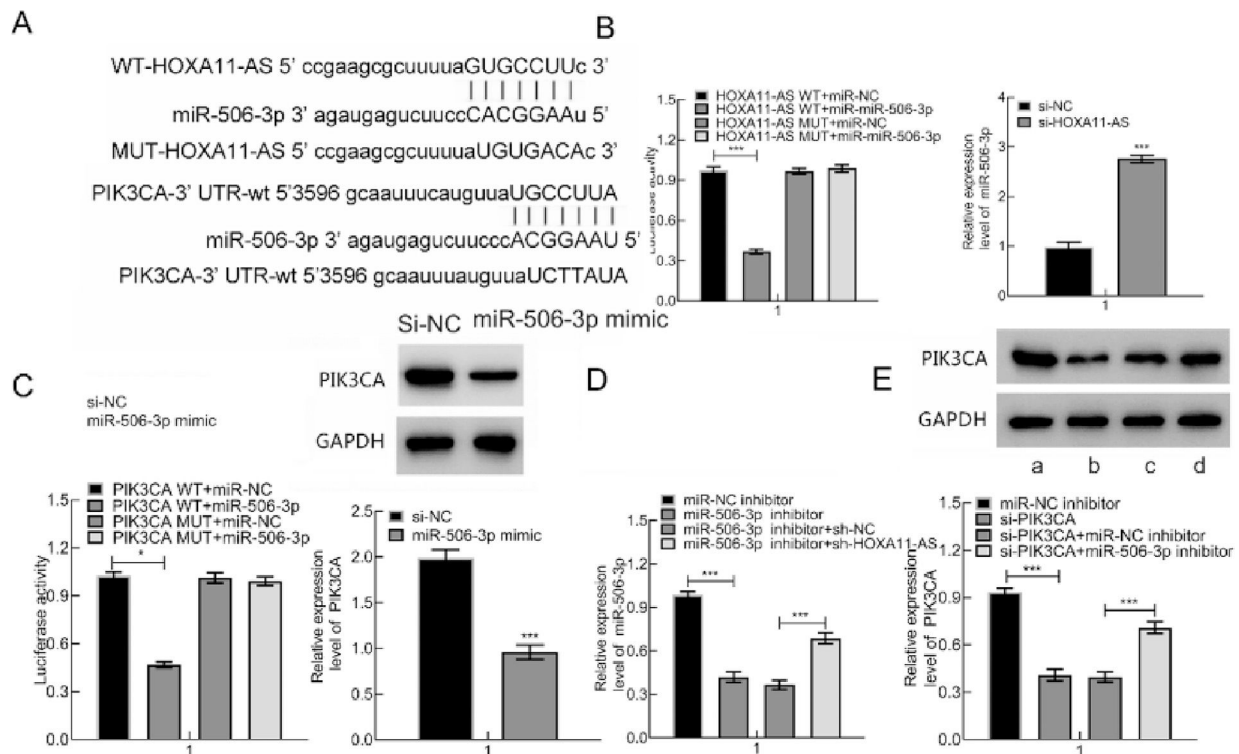 A
WT-HOXA11-AS 5’ ccgaagcgcuuuuaGUGCCUUc 3’
miR-506-3p 3’ agaugagucuucccCACGGAAu 5’
MUT-HOXA11-AS 5’ ccgaagcgcuuuuaUGUGACAc 3’
PIK3CA-3’ UTR-wt 5’3596 gcaauuucauguuaUGCCUUA
miR-506-3p 3’ agaugagucuucccACGGAAU 5’
PIK3CA-3’ UTR-wt 5’3596 gcaauuuauguuaUCTTAUA
B
HOXA11-AS WT+miR-NC
HOXA11-AS WT+miR-miR-506-3p
HOXA11-AS MUT+miR-NC
HOXA11-AS MUT+miR-miR-506-3p
Luciferase activity
1.5
1.2
0.9
0.6
0.3
0.0
***
1
si-NC
si-HOXA11-AS
Relative expression
level of miR-506-3p
4
3
2
1
0
***
1
C
si-NC
miR-506-3p mimic
Si-NC miR-506-3p mimic
PIK3CA
GAPDH
PIK3CA WT+miR-NC
PIK3CA WT+miR-506-3p
PIK3CA MUT+miR-NC
PIK3CA MUT+miR-506-3p
Luciferase activity
1.5
1.2
0.9
0.6
0.3
0.0
*
1
si-NC
miR-506-3p mimic
Relative expression
level of PIK3CA
2.5
2.0
1.5
1.0
0.5
0.0
***
1
D
miR-NC inhibitor
miR-506-3p inhibitor
miR-506-3p inhibitor+sh-NC
miR-506-3p inhibitor+sh-HOXA11-AS
Relative expression
level of miR-506-3p
1.5
1.2
0.9
0.6
0.3
0.0
***
***
1
E
PIK3CA
GAPDH
a b c d
miR-NC inhibitor
si-PIK3CA
si-PIK3CA+miR-NC inhibitor
si-PIK3CA+miR-506-3p inhibitor
Relative expression
level of PIK3CA
1.5
1.2
0.9
0.6
0.3
0.0
***
***
1